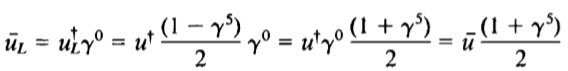 ū_L = u_L^† γ^0 = u^† (1 − γ^5)/2 γ^0 = u^† γ^0 (1 + γ^5)/2 = ū (1 + γ^5)/2